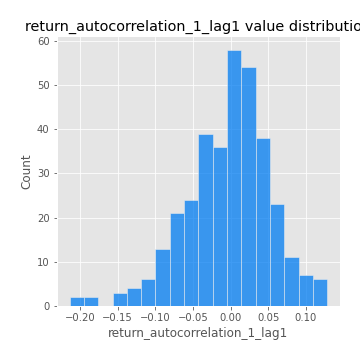 return_autocorrelation_1_lag1 value distributio
60
50
40
30
20
10
0
Count
−0.20 −0.15 −0.10 −0.05 0.00 0.05 0.10
return_autocorrelation_1_lag1